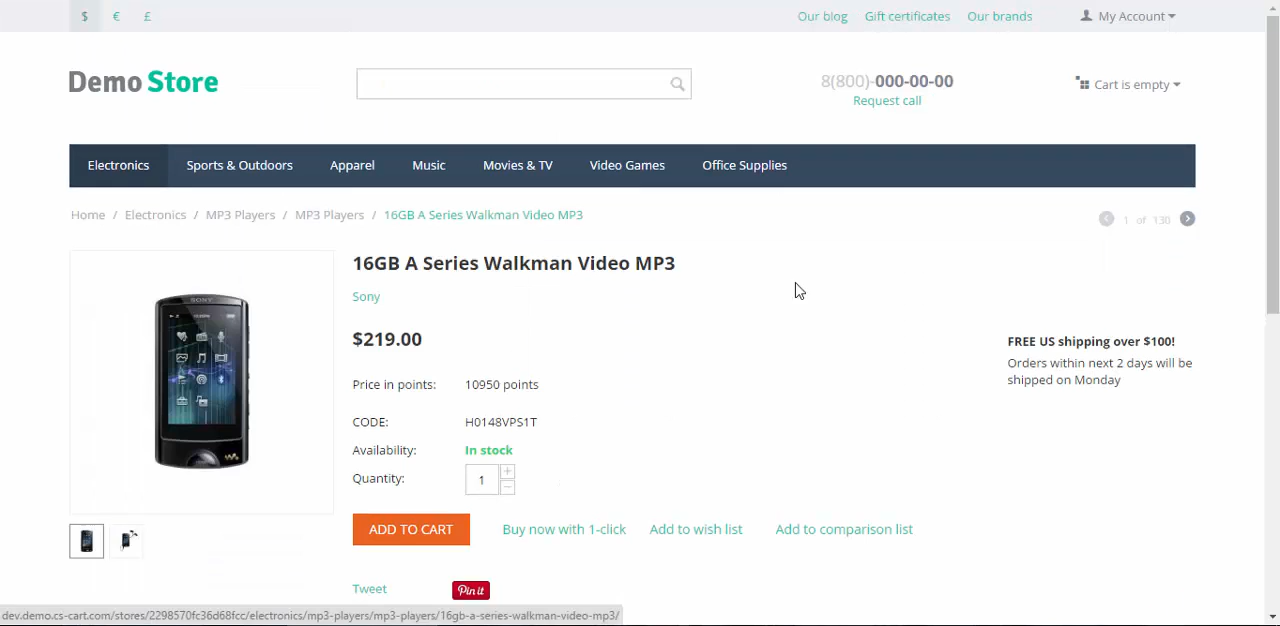 $ € £ Our blog Gift certificates Our brands My Account
Demo Store
8(800)-000-00-00
Request call
Cart is empty
Electronics Sports & Outdoors Apparel Music Movies & TV Video Games Office Supplies
Home / Electronics / MP3 Players / MP3 Players / 16GB A Series Walkman Video MP3
1 of 130
16GB A Series Walkman Video MP3
Sony
SONY
$219.00
FREE US shipping over $100!
Orders within next 2 days will be
shipped on Monday
Price in points: 10950 points
CODE: H0148VPS1T
Availability: In stock
Quantity: 1 + −
ADD TO CART Buy now with 1-click Add to wish list Add to comparison list
Tweet Pin it
dev.demo.cs-cart.com/stores/2298570fc36d68fcc/electronics/mp3-players/mp3-players/16gb-a-series-walkman-video-mp3/